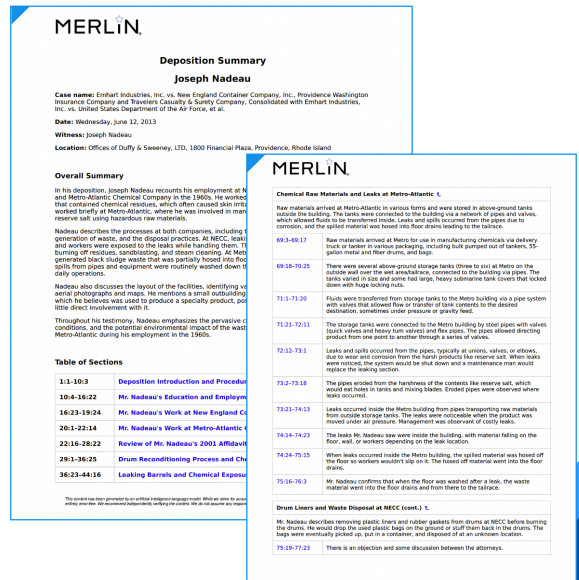 MERLIN®
Deposition Summary
Joseph Nadeau
Case name: Emhart Industries, Inc. vs. New England Container Company, Inc., Providence Washington
Insurance Company and Travelers Casualty & Surety Company, Consolidated with Emhart Industries,
Inc. vs. United States Department of the Air Force, et al.
Date: Wednesday, June 12, 2013
Witness: Joseph Nadeau
Location: Offices of Duffy & Sweeney, LTD, 1800 Financial Plaza, Providence, Rhode Island
Overall Summary
In his deposition, Joseph Nadeau recounts his employment at N
and Metro-Atlantic Chemical Company in the 1960s. He worked
that contained chemical residues, which often caused skin irrita
worked briefly at Metro-Atlantic, where he was involved in man
reserve salt using hazardous raw materials.
Nadeau describes the processes at both companies, including t
generation of waste, and the disposal practices. At NECC, leaki
and workers were exposed to the leaks while handling them. Th
burning off residues, sandblasting, and steam cleaning. At Met
generated black sludge waste that was partially hosed into floo
spills from pipes and equipment were routinely washed down th
daily operations.
Nadeau also discusses the layout of the facilities, identifying va
aerial photographs and maps. He mentions a small outbuilding
which he believes was used to produce a specialty product, pos
little direct involvement with it.
Throughout his testimony, Nadeau emphasizes the pervasive c
conditions, and the potential environmental impact of the wast
Metro-Atlantic during his employment in the 1960s.
Table of Sections
1:1–10:3 Deposition Introduction and Procedur
10:4–16:22 Mr. Nadeau's Education and Employm
16:23–19:24 Mr. Nadeau's Work at New England Co
20:1–22:14 Mr. Nadeau's Work at Metro-Atlantic C
22:16–28:22 Review of Mr. Nadeau's 2001 Affidavit
29:1–36:25 Drum Reconditioning Process and Che
36:23–44:16 Leaking Barrels and Chemical Exposu
This content has been generated by an artificial intelligence language model. While we strive for accu
entirely error-free. We recommend independently verifying the content. We do not assume any respon
MERLIN®
Chemical Raw Materials and Leaks at Metro-Atlantic
Raw materials arrived at Metro-Atlantic in various forms and were stored in above-ground tanks
outside the building. The tanks were connected to the building via a network of pipes and valves,
which allowed fluids to be transferred inside. Leaks and spills occurred from the pipes due to
corrosion, and the spilled material was hosed into floor drains leading to the tailrace.
69:3–69:17 Raw materials arrived at Metro for use in manufacturing chemicals via delivery
truck or tanker in various packaging, including bulk pumped out of tankers, 55-
gallon metal and fiber drums, and bags.
69:18–70:25 There were several above-ground storage tanks (three to six) at Metro on the
outside wall over the wet area/tailrace, connected to the building by pipes. The
tanks varied in size and some had large, heavy submarine tank covers that locked
down with huge locking nuts.
71:1–71:20 Fluids were transferred from storage tanks to the Metro building via a pipe system
with valves that allowed flow or transfer of tank contents to the desired
destination, sometimes under pressure or gravity feed.
71:21–72:11 The storage tanks were connected to the Metro building by steel pipes with valves
(quick valves and heavy turn valves) and flex pipes. The pipes allowed directing
product from one point to another through a series of valves.
72:12–73:1 Leaks and spills occurred from the pipes, typically at unions, valves, or elbows,
due to wear and corrosion from the harsh products like reserve salt. When leaks
were noticed, the system would be shut down and a maintenance man would
replace the leaking section.
73:2–73:18 The pipes eroded from the harshness of the contents like reserve salt, which
would eat holes in tanks and mixing blades. Eroded pipes were observed where
leaks occurred.
73:21–74:13 Leaks occurred inside the Metro building from pipes transporting raw materials
from outside storage tanks. The leaks were noticeable when the product was
moved under air pressure. Management was observant of costly leaks.
74:14–74:23 The leaks Mr. Nadeau saw were inside the building, with material falling on the
floor, wall, or workers depending on the leak location.
74:24–75:15 When leaks occurred inside the Metro building, the spilled material was hosed off
the floor so workers wouldn't slip on it. The hosed off material went into the floor
drains.
75:16–76:3 Mr. Nadeau confirms that when the floor was hosed after a leak, the waste
material went into the floor drains and from there to the tailrace.
Drum Liners and Waste Disposal at NECC (cont.)
Mr. Nadeau describes removing plastic liners and rubber gaskets from drums at NECC before burning
the drums. He would drop the used plastic bags on the ground or stuff them back in the drums. The
bags were eventually picked up, put in a container, and disposed of at an unknown location.
75:19–77:23 There is an objection and some discussion between the attorneys.